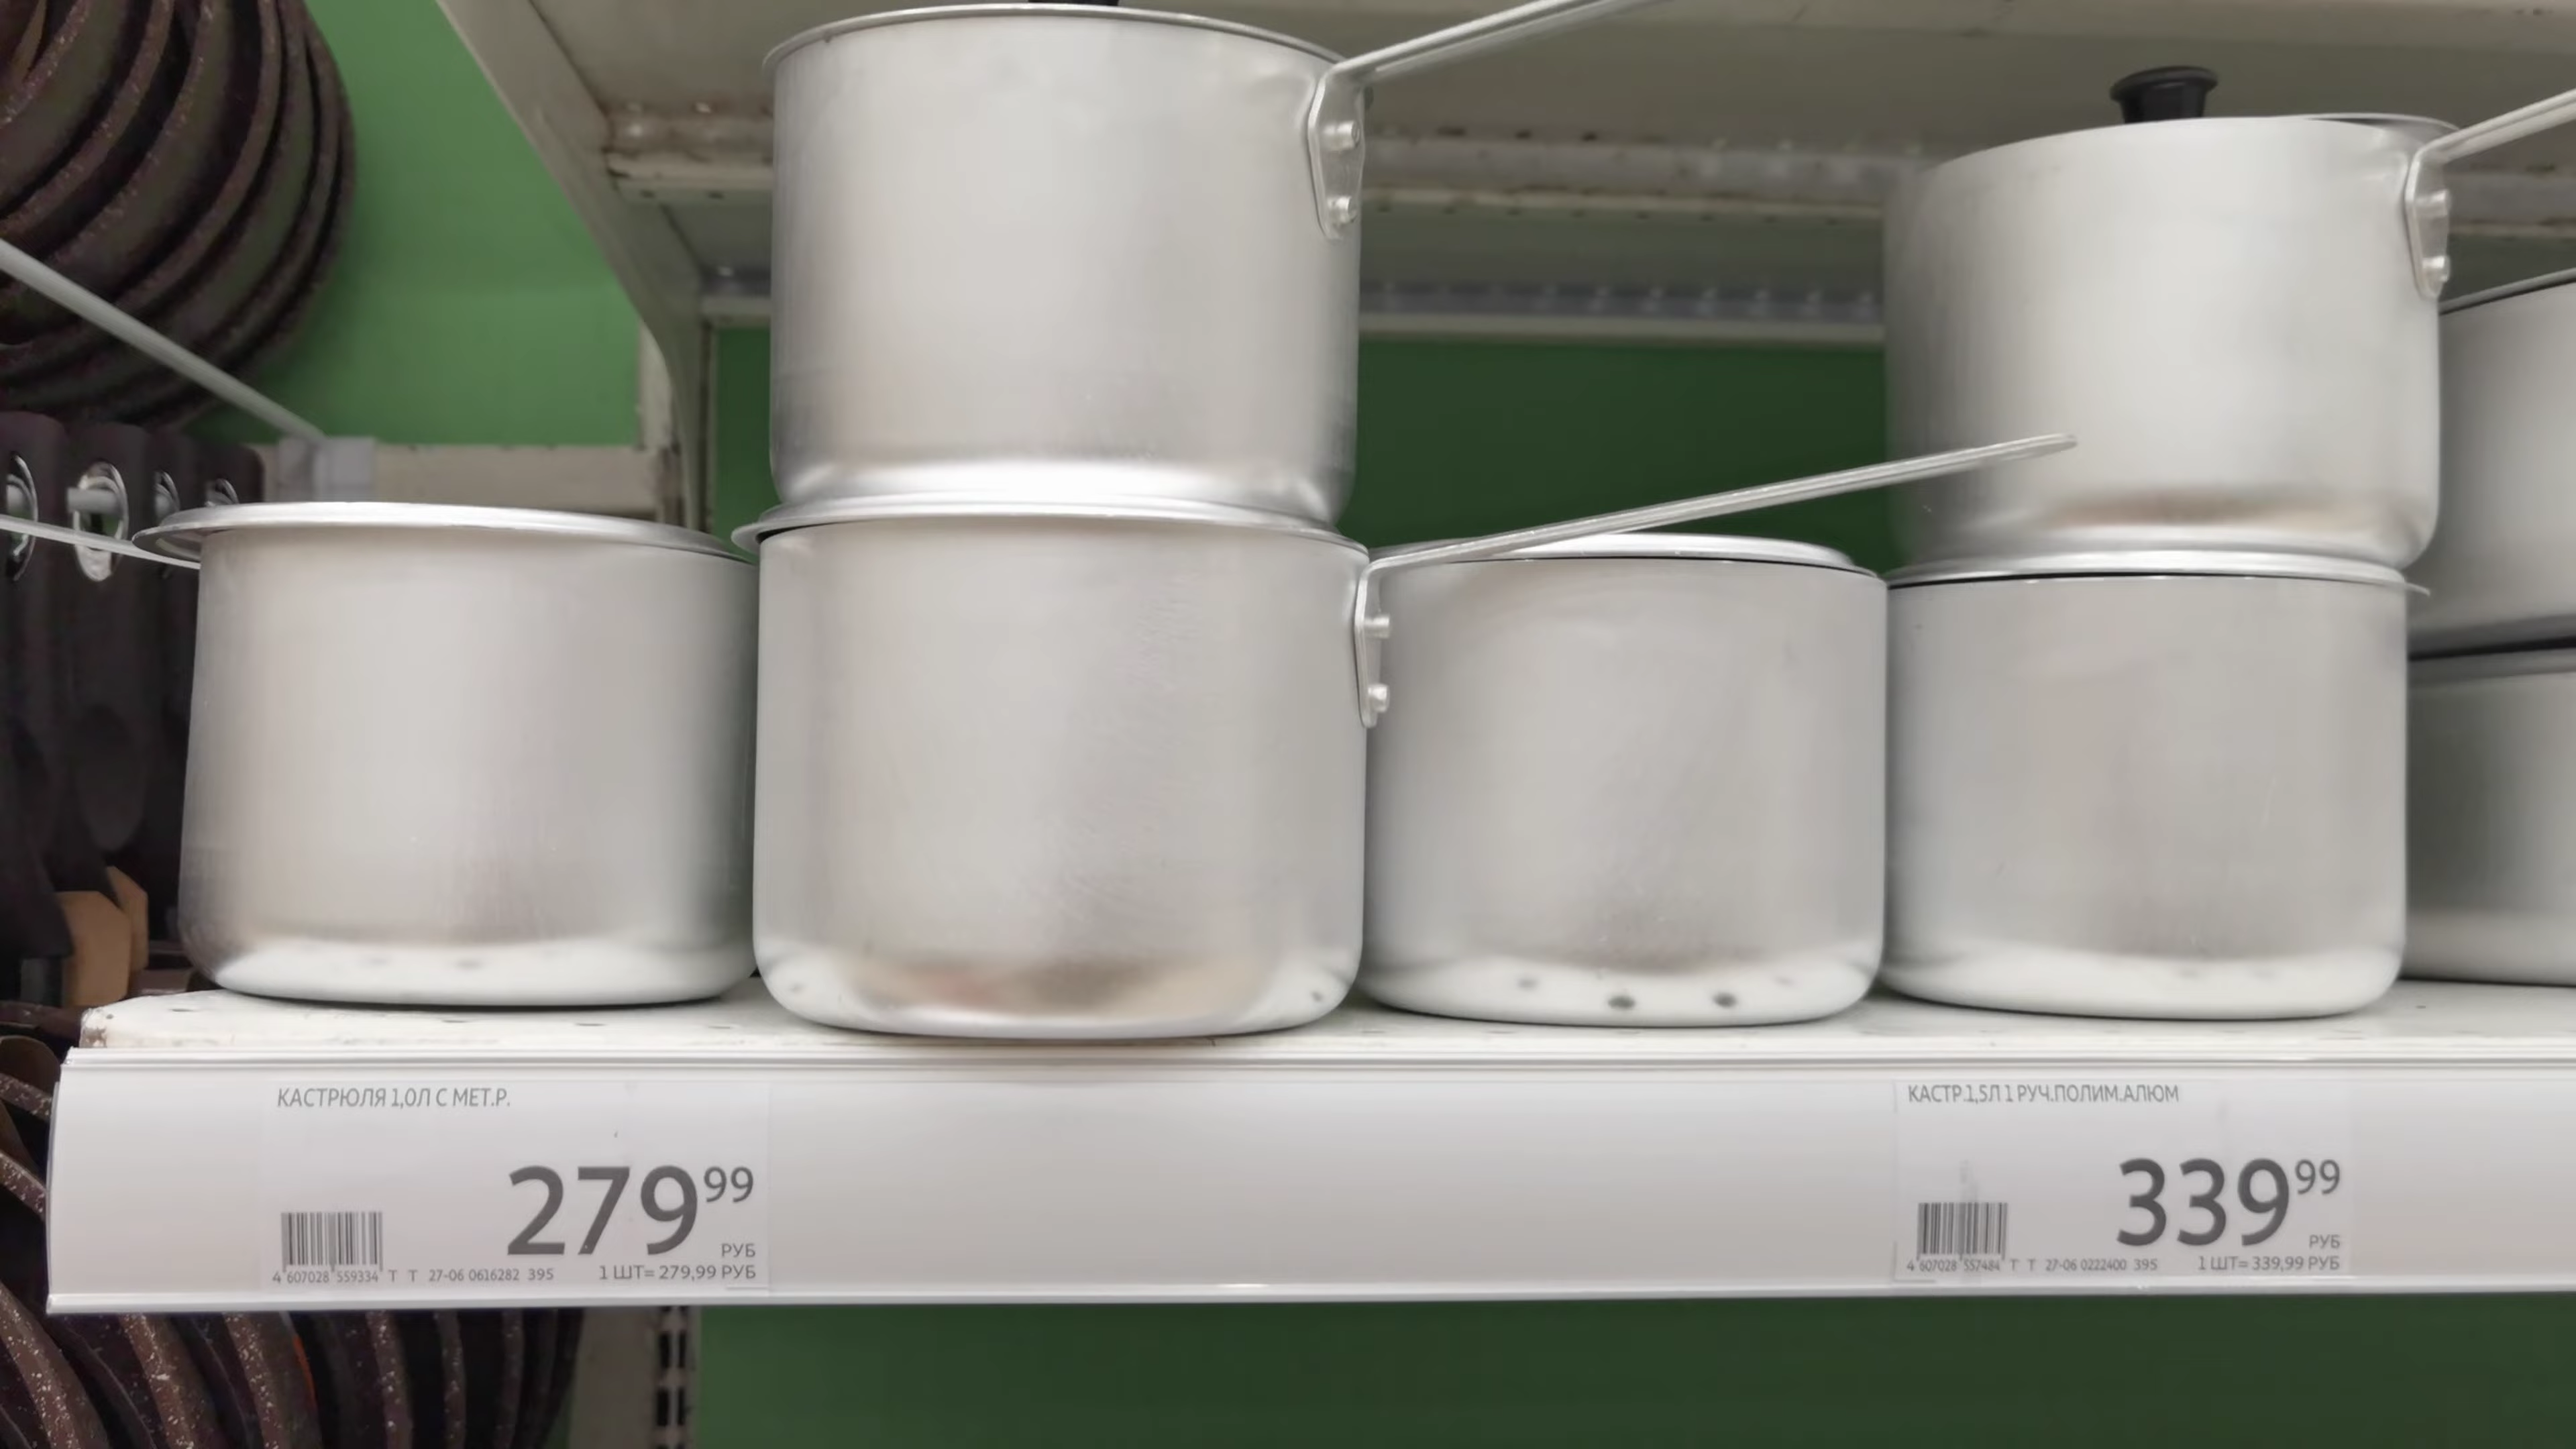 КАСТРЮЛЯ 1,0Л С МЕТ.Р.
279 99
РУБ
4 607028 559334 Т Т 27-06 0616282 395 1 ШТ= 279,99 РУБ
КАСТР.1,5Л 1 РУЧ.ПОЛИМ.АЛЮМ
339 99
РУБ
4 607028 557484 Т Т 27-06 0222400 395 1 ШТ= 339,99 РУБ